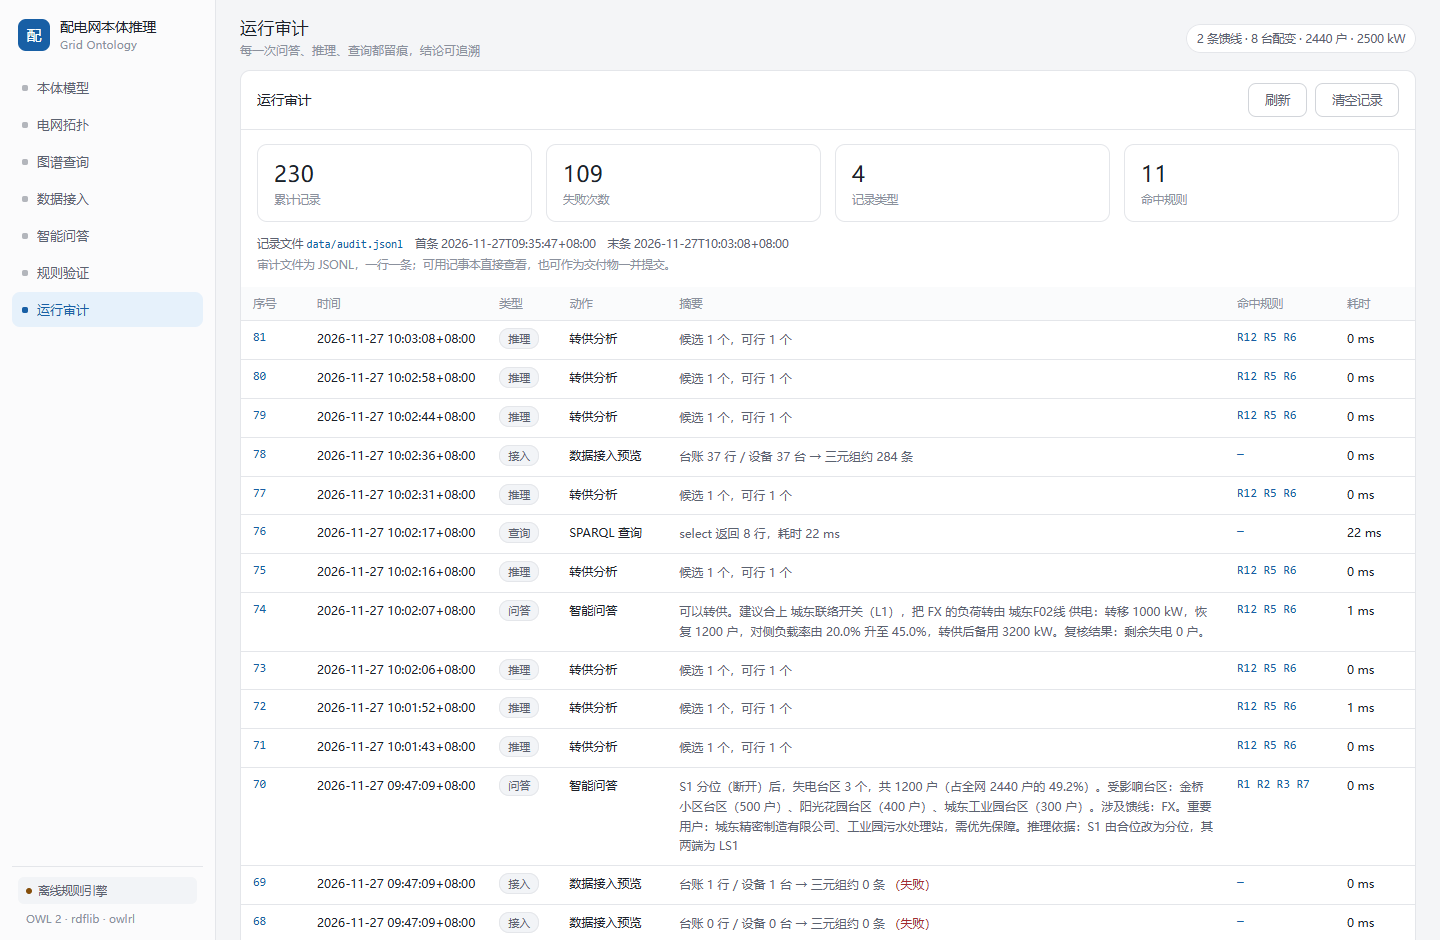 配
配电网本体推理
Grid Ontology
本体模型
电网拓扑
图谱查询
数据接入
智能问答
规则验证
运行审计
离线规则引擎
OWL 2 · rdflib · owlrl
运行审计
每一次问答、推理、查询都留痕，结论可追溯
2 条馈线 · 8 台配变 · 2440 户 · 2500 kW
运行审计
刷新
清空记录
230
累计记录
109
失败次数
4
记录类型
11
命中规则
记录文件 data/audit.jsonl 首条 2026-11-27T09:35:47+08:00 末条 2026-11-27T10:03:08+08:00
审计文件为 JSONL，一行一条；可用记事本直接查看，也可作为交付物一并提交。
序号 时间 类型 动作 摘要 命中规则 耗时
81 2026-11-27 10:03:08+08:00 推理 转供分析 候选 1 个，可行 1 个 R12 R5 R6 0 ms
80 2026-11-27 10:02:58+08:00 推理 转供分析 候选 1 个，可行 1 个 R12 R5 R6 0 ms
79 2026-11-27 10:02:44+08:00 推理 转供分析 候选 1 个，可行 1 个 R12 R5 R6 0 ms
78 2026-11-27 10:02:36+08:00 接入 数据接入预览 台账 37 行 / 设备 37 台 → 三元组约 284 条 — 0 ms
77 2026-11-27 10:02:31+08:00 推理 转供分析 候选 1 个，可行 1 个 R12 R5 R6 0 ms
76 2026-11-27 10:02:17+08:00 查询 SPARQL 查询 select 返回 8 行，耗时 22 ms — 22 ms
75 2026-11-27 10:02:16+08:00 推理 转供分析 候选 1 个，可行 1 个 R12 R5 R6 0 ms
74 2026-11-27 10:02:07+08:00 问答 智能问答 可以转供。建议合上 城东联络开关（L1），把 FX 的负荷转由 城东F02线 供电：转移 1000 kW，恢 R12 R5 R6 1 ms
复 1200 户，对侧负载率由 20.0% 升至 45.0%，转供后备用 3200 kW。复核结果：剩余失电 0 户。
73 2026-11-27 10:02:06+08:00 推理 转供分析 候选 1 个，可行 1 个 R12 R5 R6 0 ms
72 2026-11-27 10:01:52+08:00 推理 转供分析 候选 1 个，可行 1 个 R12 R5 R6 1 ms
71 2026-11-27 10:01:43+08:00 推理 转供分析 候选 1 个，可行 1 个 R12 R5 R6 0 ms
70 2026-11-27 09:47:09+08:00 问答 智能问答 S1 分位（断开）后，失电台区 3 个，共 1200 户（占全网 2440 户的 49.2%）。受影响台区：金桥 R1 R2 R3 R7 0 ms
小区台区（500 户）、阳光花园台区（400 户）、城东工业园台区（300 户）。涉及馈线：FX。重要
用户：城东精密制造有限公司、工业园污水处理站，需优先保障。推理依据：S1 由合位改为分位，其
两端为 LS1
69 2026-11-27 09:47:09+08:00 接入 数据接入预览 台账 1 行 / 设备 1 台 → 三元组约 0 条 （失败） — 0 ms
68 2026-11-27 09:47:09+08:00 接入 数据接入预览 台账 0 行 / 设备 0 台 → 三元组约 0 条 （失败） — 0 ms